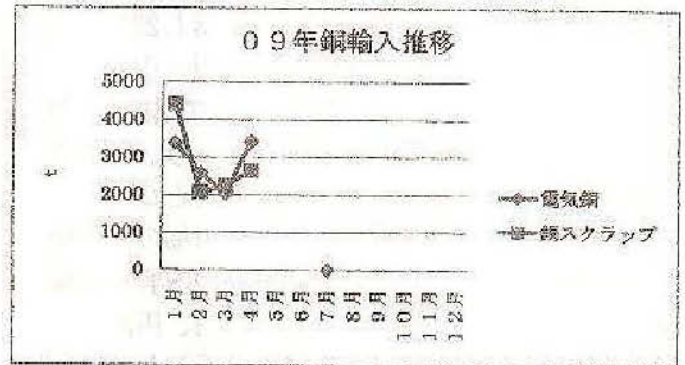 09年銅輸入推移
5000
4000
3000
2000
1000
0
t
1月
2月
3月
4月
5月
6月
7月
8月
9月
10月
11月
12月
電気銅
銅スクラップ